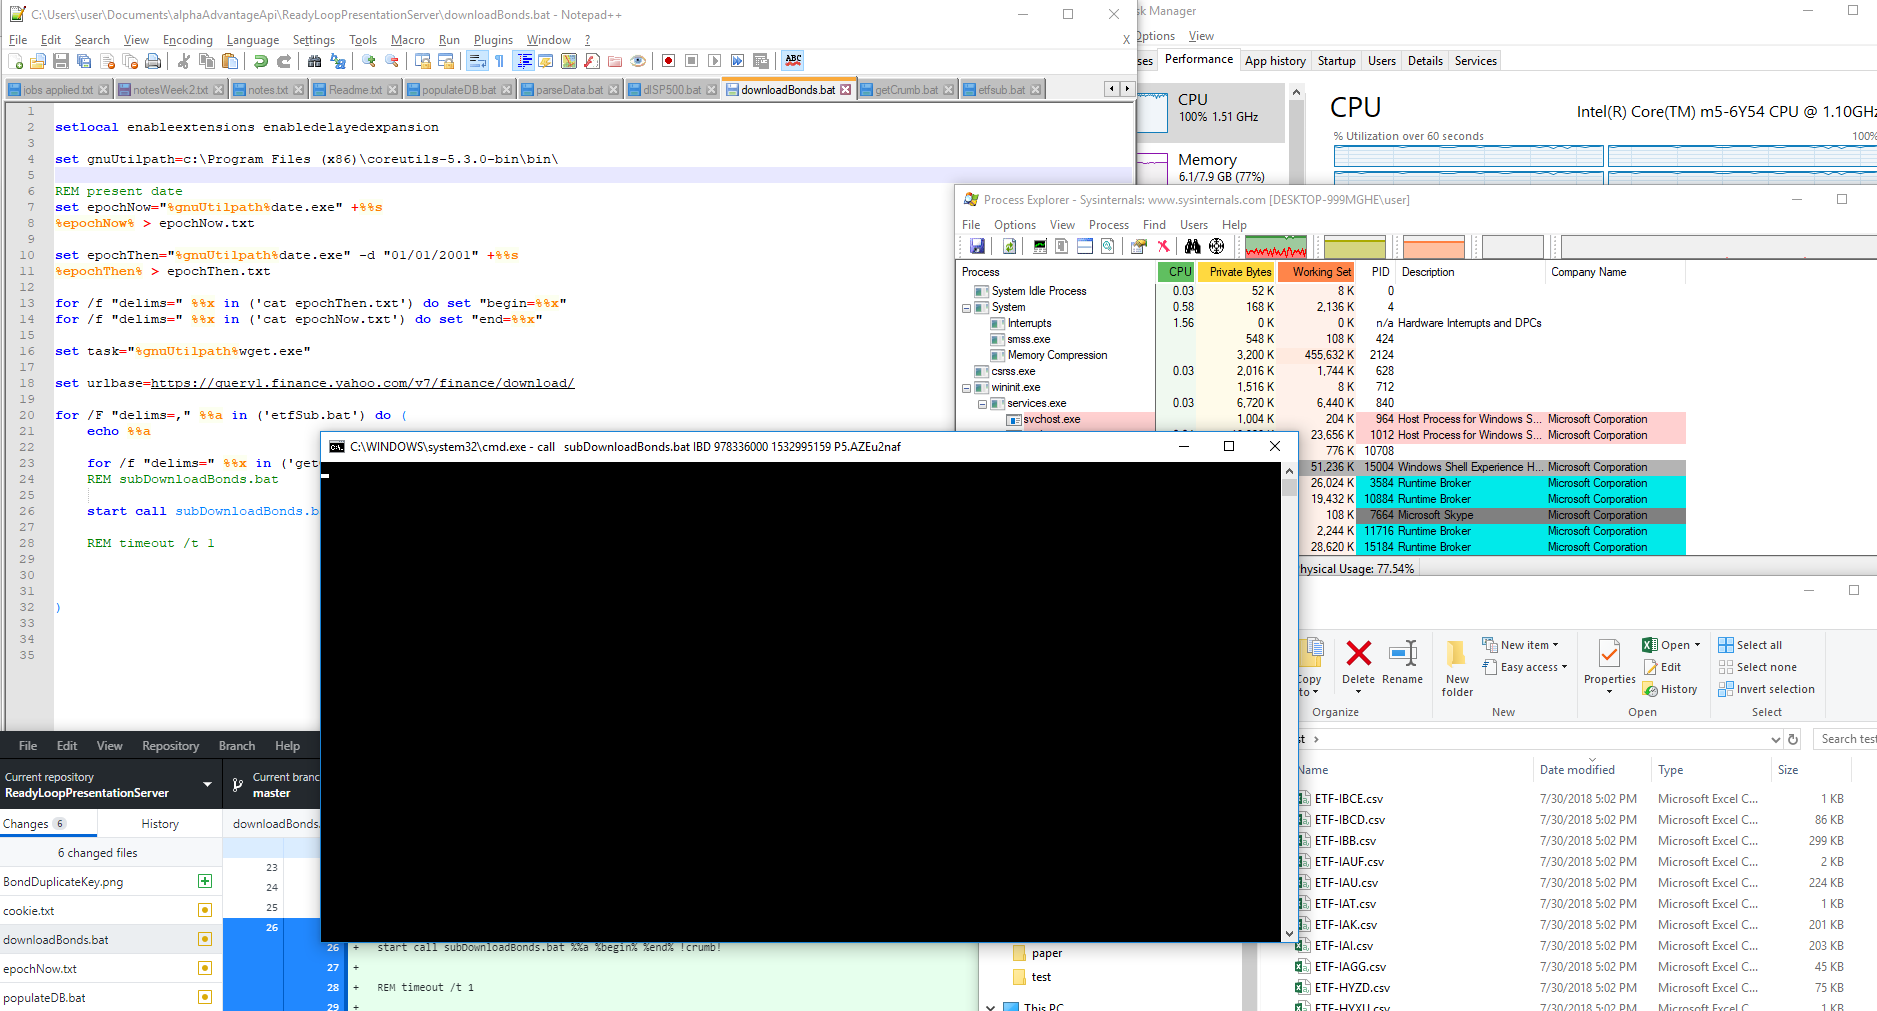 C:\Users\user\Documents\alphaAdvantageApi\ReadyLoopPresentationServer\downloadBonds.bat - Notepad++
File Edit Search View Encoding Language Settings Tools Macro Run Plugins Window ? X
jobs applied.txt notesWeek2.txt notes.txt Readme.txt populateDB.bat parseData.bat dlSP500.bat downloadBonds.bat getCrumb.bat etfsub.bat
1
2 setlocal enableextensions enabledelayedexpansion
3
4 set gnuUtilpath=c:\Program Files (x86)\coreutils-5.3.0-bin\bin\
5
6 REM present date
7 set epochNow="%gnuUtilpath%date.exe" +%%s
8 %epochNow% > epochNow.txt
9
10 set epochThen="%gnuUtilpath%date.exe" -d "01/01/2001" +%%s
11 %epochThen% > epochThen.txt
12
13 for /f "delims=" %%x in ('cat epochThen.txt') do set "begin=%%x"
14 for /f "delims=" %%x in ('cat epochNow.txt') do set "end=%%x"
15
16 set task="%gnuUtilpath%wget.exe"
17
18 set urlbase=https://query1.finance.yahoo.com/v7/finance/download/
19
20 for /F "delims=," %%a in ('etfSub.bat') do (
21 echo %%a
22
23 for /f "delims=" %%x in ('get
24 REM subDownloadBonds.bat
25
26 start call subDownloadBonds.b
27
28 REM timeout /t 1
29
30
31
32 )
33
34
35
sk Manager
Options View
Performance App history Startup Users Details Services
CPU
100% 1.51 GHz
Memory
6.1/7.9 GB (77%)
CPU Intel(R) Core(TM) m5-6Y54 CPU @ 1.10GHz
% Utilization over 60 seconds 100%
Process Explorer - Sysinternals: www.sysinternals.com [DESKTOP-999MGHE\user]
File Options View Process Find Users Help
Process CPU Private Bytes Working Set PID Description Company Name
System Idle Process 0.03 52 K 8 K 0
System 0.58 168 K 2,136 K 4
Interrupts 1.56 0 K 0 K n/a Hardware Interrupts and DPCs
smss.exe 548 K 108 K 424
Memory Compression 3,200 K 455,632 K 2124
csrss.exe 0.03 2,016 K 1,744 K 628
wininit.exe 1,516 K 8 K 712
services.exe 0.03 6,720 K 6,440 K 840
svchost.exe 1,004 K 204 K 964 Host Process for Windows S... Microsoft Corporation
23,656 K 1012 Host Process for Windows S... Microsoft Corporation
776 K 10708
51,236 K 15004 Windows Shell Experience H... Microsoft Corporation
26,024 K 3584 Runtime Broker Microsoft Corporation
19,432 K 10884 Runtime Broker Microsoft Corporation
108 K 7664 Microsoft Skype Microsoft Corporation
2,244 K 11716 Runtime Broker Microsoft Corporation
28,620 K 15184 Runtime Broker Microsoft Corporation
hysical Usage: 77.54%
C:\WINDOWS\system32\cmd.exe - call subDownloadBonds.bat IBD 978336000 1532995159 P5.AZEu2naf
Copy to Delete Rename New folder New item Easy access Properties Open Edit History Select all Select none Invert selection
Organize New Open Select
st Search test
Name Date modified Type Size
ETF-IBCE.csv 7/30/2018 5:02 PM Microsoft Excel C... 1 KB
ETF-IBCD.csv 7/30/2018 5:02 PM Microsoft Excel C... 86 KB
ETF-IBB.csv 7/30/2018 5:02 PM Microsoft Excel C... 299 KB
ETF-IAUF.csv 7/30/2018 5:02 PM Microsoft Excel C... 2 KB
ETF-IAU.csv 7/30/2018 5:02 PM Microsoft Excel C... 224 KB
ETF-IAT.csv 7/30/2018 5:02 PM Microsoft Excel C... 1 KB
ETF-IAK.csv 7/30/2018 5:02 PM Microsoft Excel C... 201 KB
ETF-IAI.csv 7/30/2018 5:02 PM Microsoft Excel C... 203 KB
ETF-IAGG.csv 7/30/2018 5:02 PM Microsoft Excel C... 45 KB
ETF-HYZD.csv 7/30/2018 5:02 PM Microsoft Excel C... 75 KB
ETF-HYXU.csv 7/30/2018 5:02 PM Microsoft Excel C... 1 KB
paper
test
This PC
File Edit View Repository Branch Help
Current repository
ReadyLoopPresentationServer
Current branc
master
Changes 6 History downloadBonds.
6 changed files
BondDuplicateKey.png
cookie.txt
downloadBonds.bat
epochNow.txt
populateDB.bat
23
24
25
26
26 + start call subDownloadBonds.bat %%a %begin% %end% !crumb!
27 +
28 + REM timeout /t 1
29 +